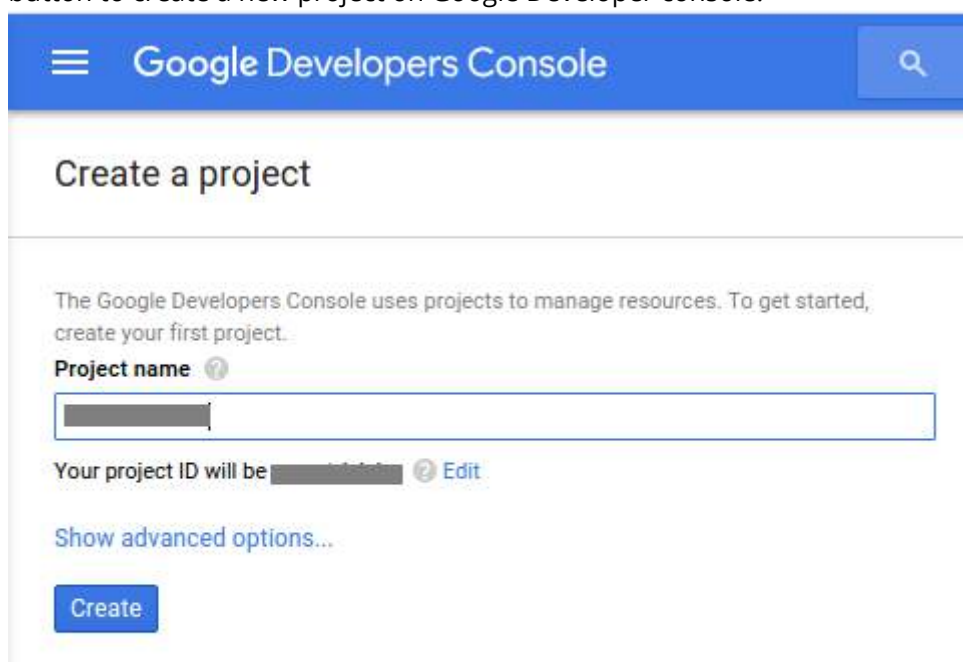 button to create a new project on Google Developer console.
Google Developers Console
Create a project
The Google Developers Console uses projects to manage resources. To get started,
create your first project.
Project name
Your project ID will be Edit
Show advanced options...
Create